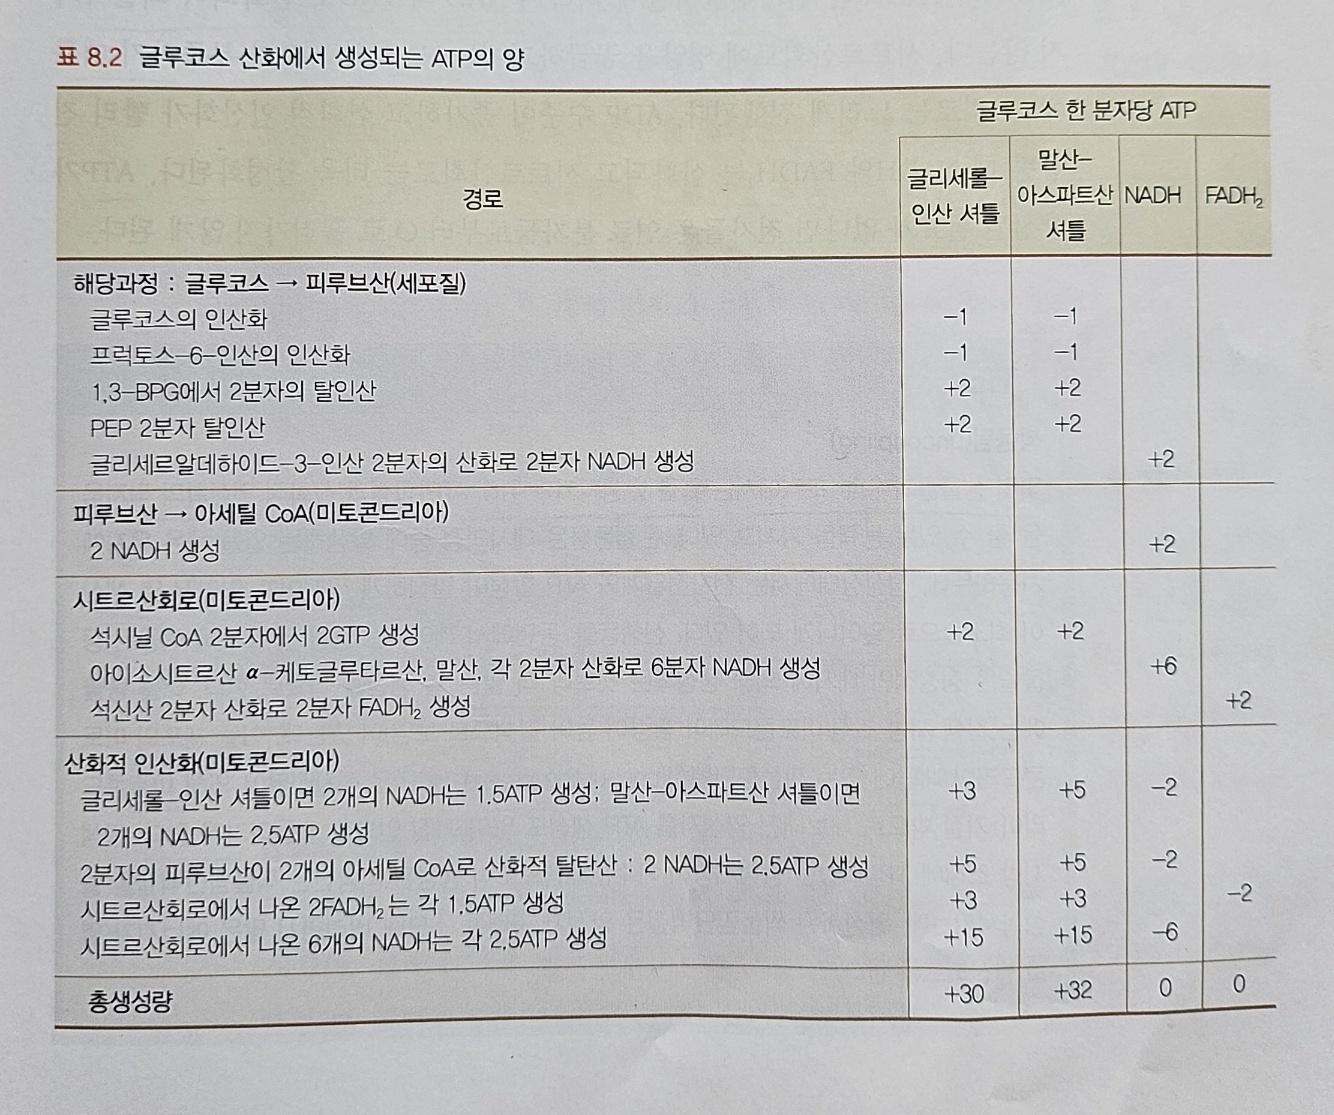 표 8.2 글루코스 산화에서 생성되는 ATP의 양
글루코스 한 분자당 ATP
경로
글리세롤–
인산 셔틀
말산–
아스파트산
셔틀
NADH
FADH₂
해당과정 : 글루코스 → 피루브산(세포질)
글루코스의 인산화 –1 –1
프럭토스–6–인산의 인산화 –1 –1
1,3–BPG에서 2분자의 탈인산 +2 +2
PEP 2분자 탈인산 +2 +2
글리세르알데하이드–3–인산 2분자의 산화로 2분자 NADH 생성 +2
피루브산 → 아세틸 CoA(미토콘드리아)
2 NADH 생성 +2
시트르산회로(미토콘드리아)
석시닐 CoA 2분자에서 2GTP 생성 +2 +2
아이소시트르산 α–케토글루타르산, 말산, 각 2분자 산화로 6분자 NADH 생성 +6
석신산 2분자 산화로 2분자 FADH₂ 생성 +2
산화적 인산화(미토콘드리아)
글리세롤–인산 셔틀이면 2개의 NADH는 1.5ATP 생성; 말산–아스파트산 셔틀이면 +3 +5 –2
2개의 NADH는 2.5ATP 생성
2분자의 피루브산이 2개의 아세틸 CoA로 산화적 탈탄산 : 2 NADH는 2.5ATP 생성 +5 +5 –2
시트르산회로에서 나온 2FADH₂는 각 1.5ATP 생성 +3 +3 –2
시트르산회로에서 나온 6개의 NADH는 각 2.5ATP 생성 +15 +15 –6
총생성량 +30 +32 0 0